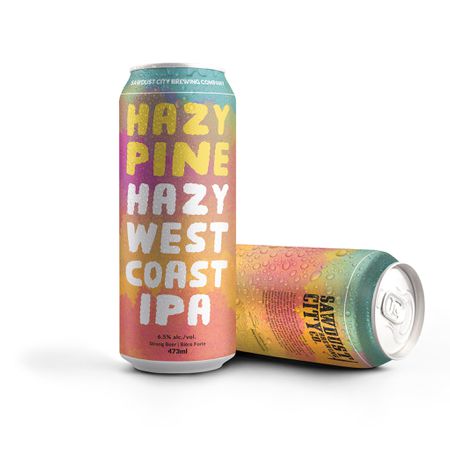 SAWDUST CITY BREWING COMPANY
HAZY
PINE
HAZY
WEST
COAST
IPA
6.5% alc./vol.
Strong Beer | Bière Forte
473ml
SAWDUST
CITY